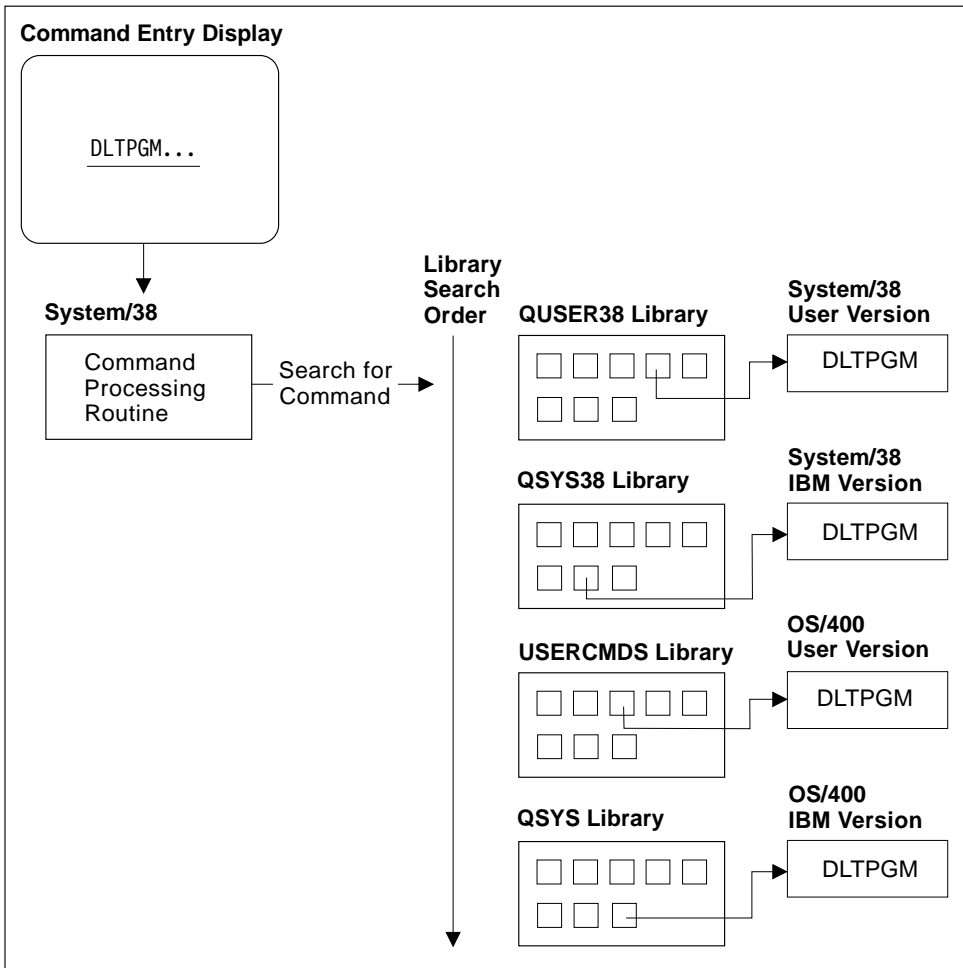 Command Entry Display
DLTPGM...
System/38
Command
Processing
Routine
Search for
Command
Library
Search
Order
QUSER38 Library
System/38
User Version
DLTPGM
QSYS38 Library
System/38
IBM Version
DLTPGM
USERCMDS Library
OS/400
User Version
DLTPGM
QSYS Library
OS/400
IBM Version
DLTPGM